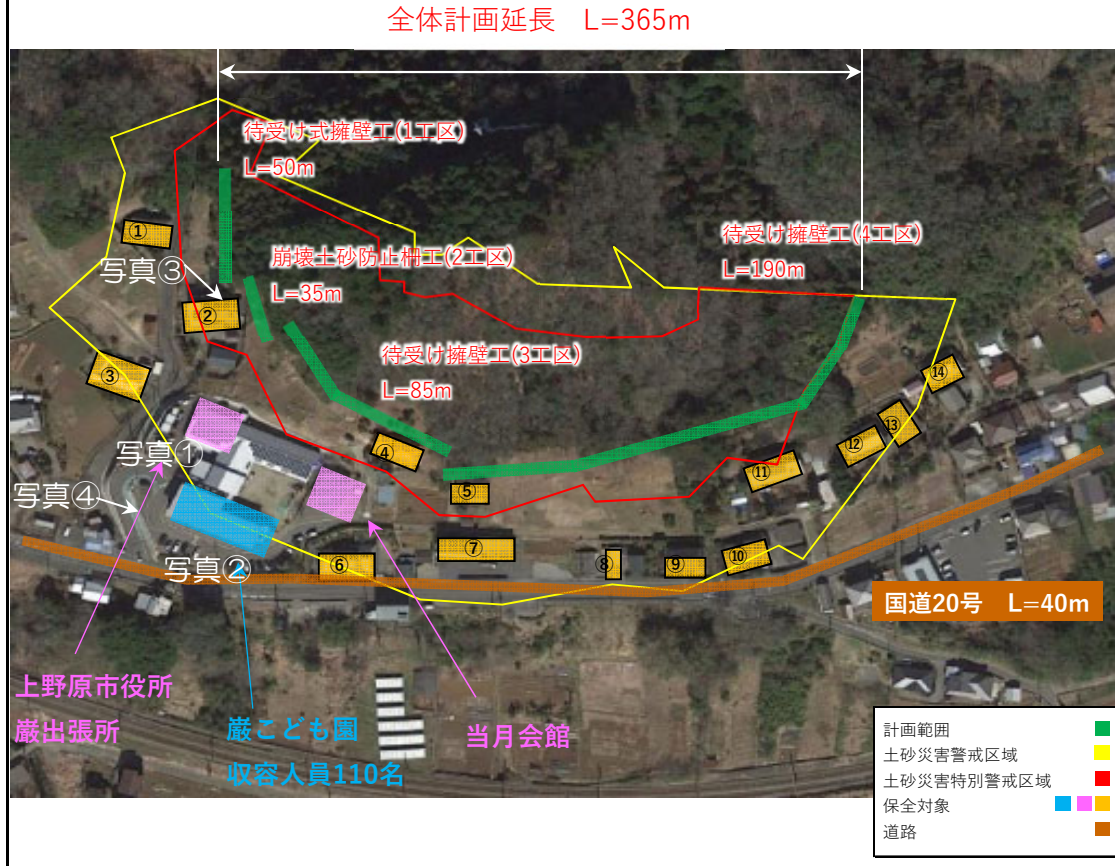 全体計画延長 L=365m
待受け式擁壁工(1工区)
L=50m
崩壊土砂防止柵工(2工区)
L=35m
待受け擁壁工(4工区)
L=190m
待受け擁壁工(3工区)
L=85m
①
写真③
②
③
④
⑤
⑥
⑦
⑧
⑨
⑩
⑪
⑫
⑬
⑭
写真①
写真④
写真②
国道20号 L=40m
上野原市役所
巌出張所
巌こども園
収容人員110名
当月会館
計画範囲
土砂災害警戒区域
土砂災害特別警戒区域
保全対象
道路